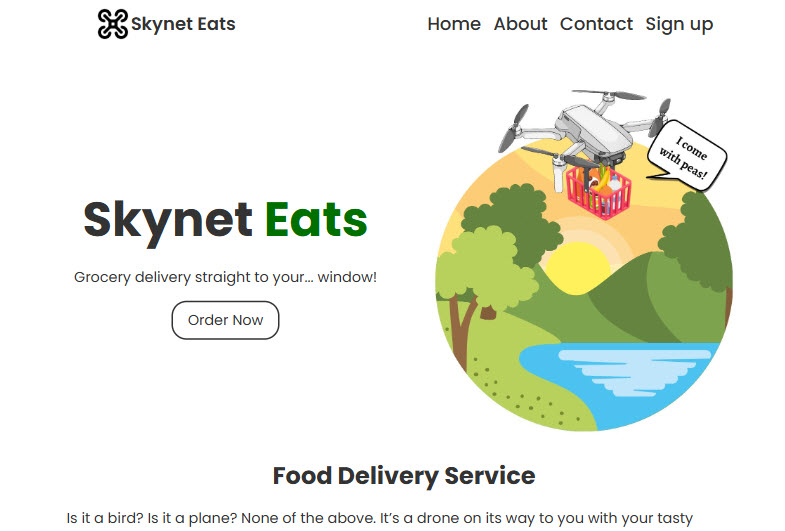 Skynet Eats
Home About Contact Sign up
I come
with peas!
Skynet Eats
Grocery delivery straight to your... window!
Order Now
Food Delivery Service
Is it a bird? Is it a plane? None of the above. It's a drone on its way to you with your tasty